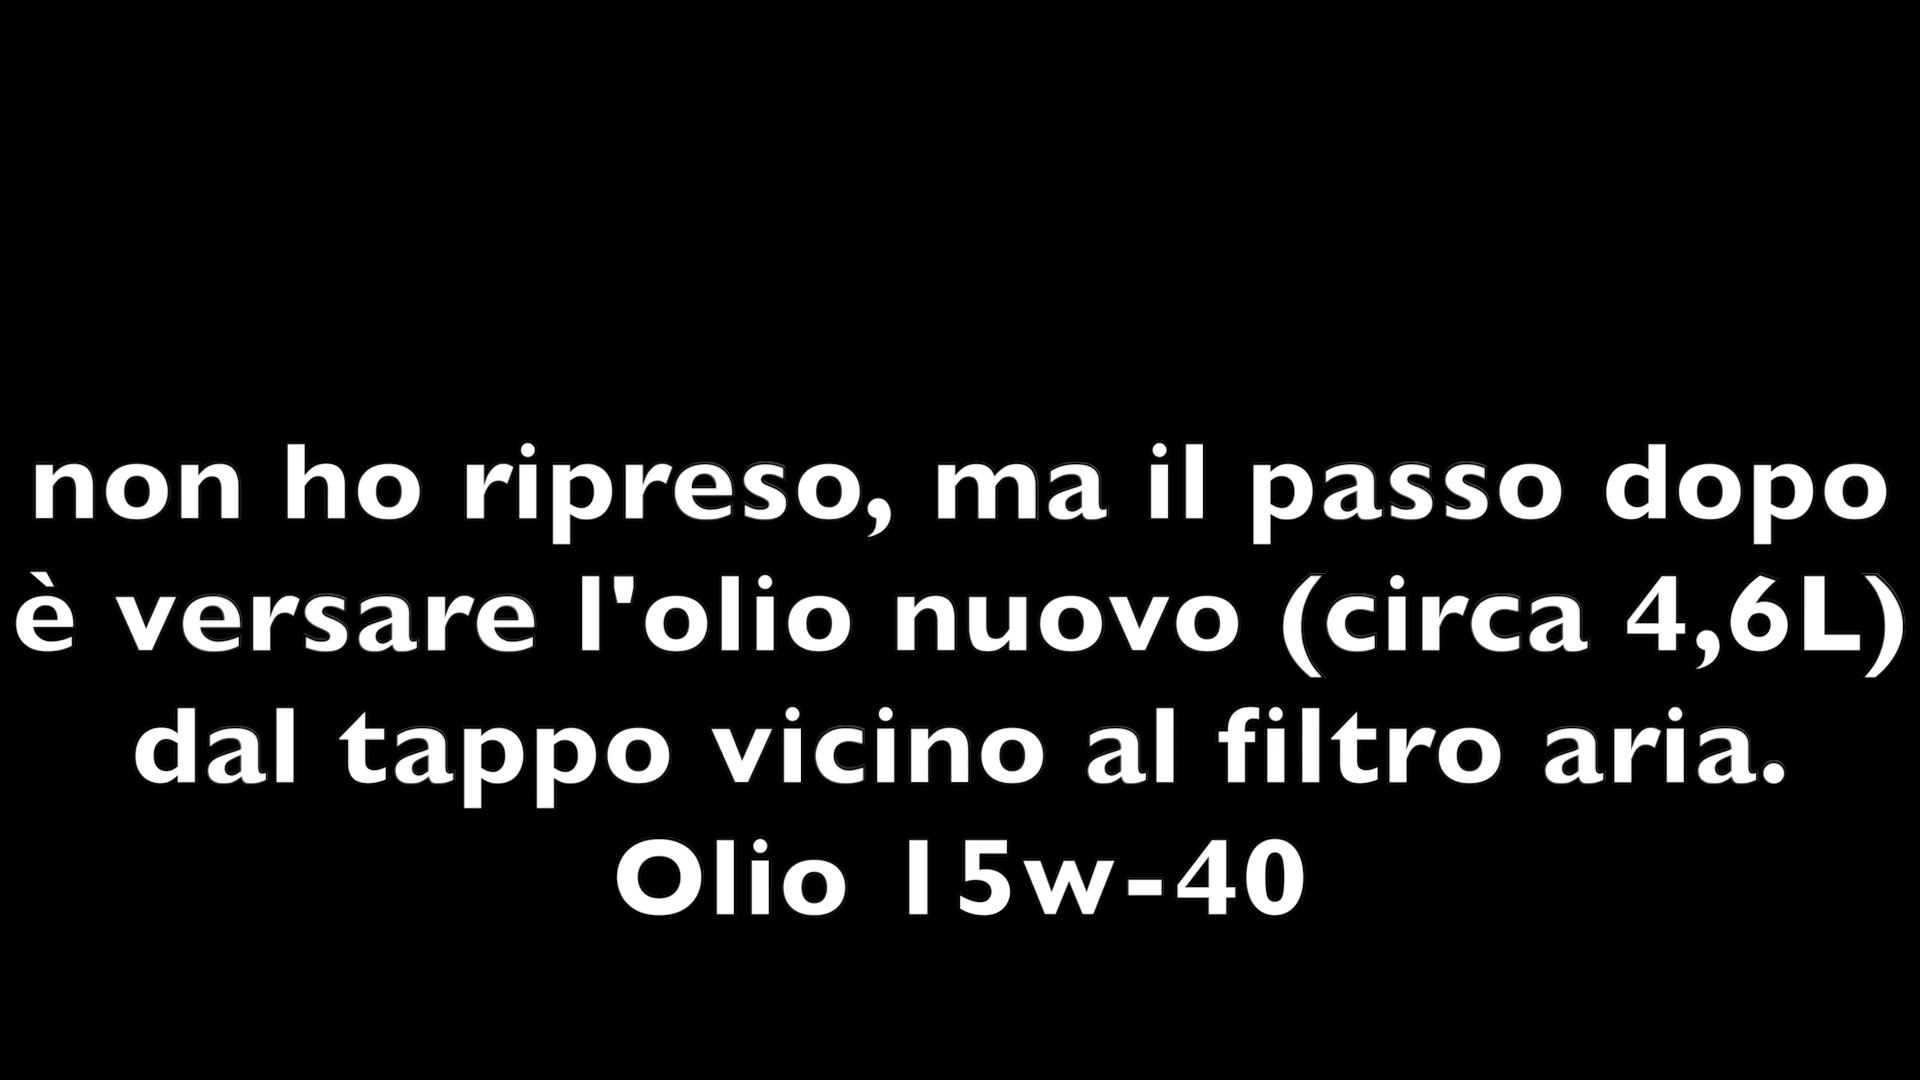 non ho ripreso, ma il passo dopo
è versare l'olio nuovo (circa 4,6L)
dal tappo vicino al filtro aria.
Olio 15w-40